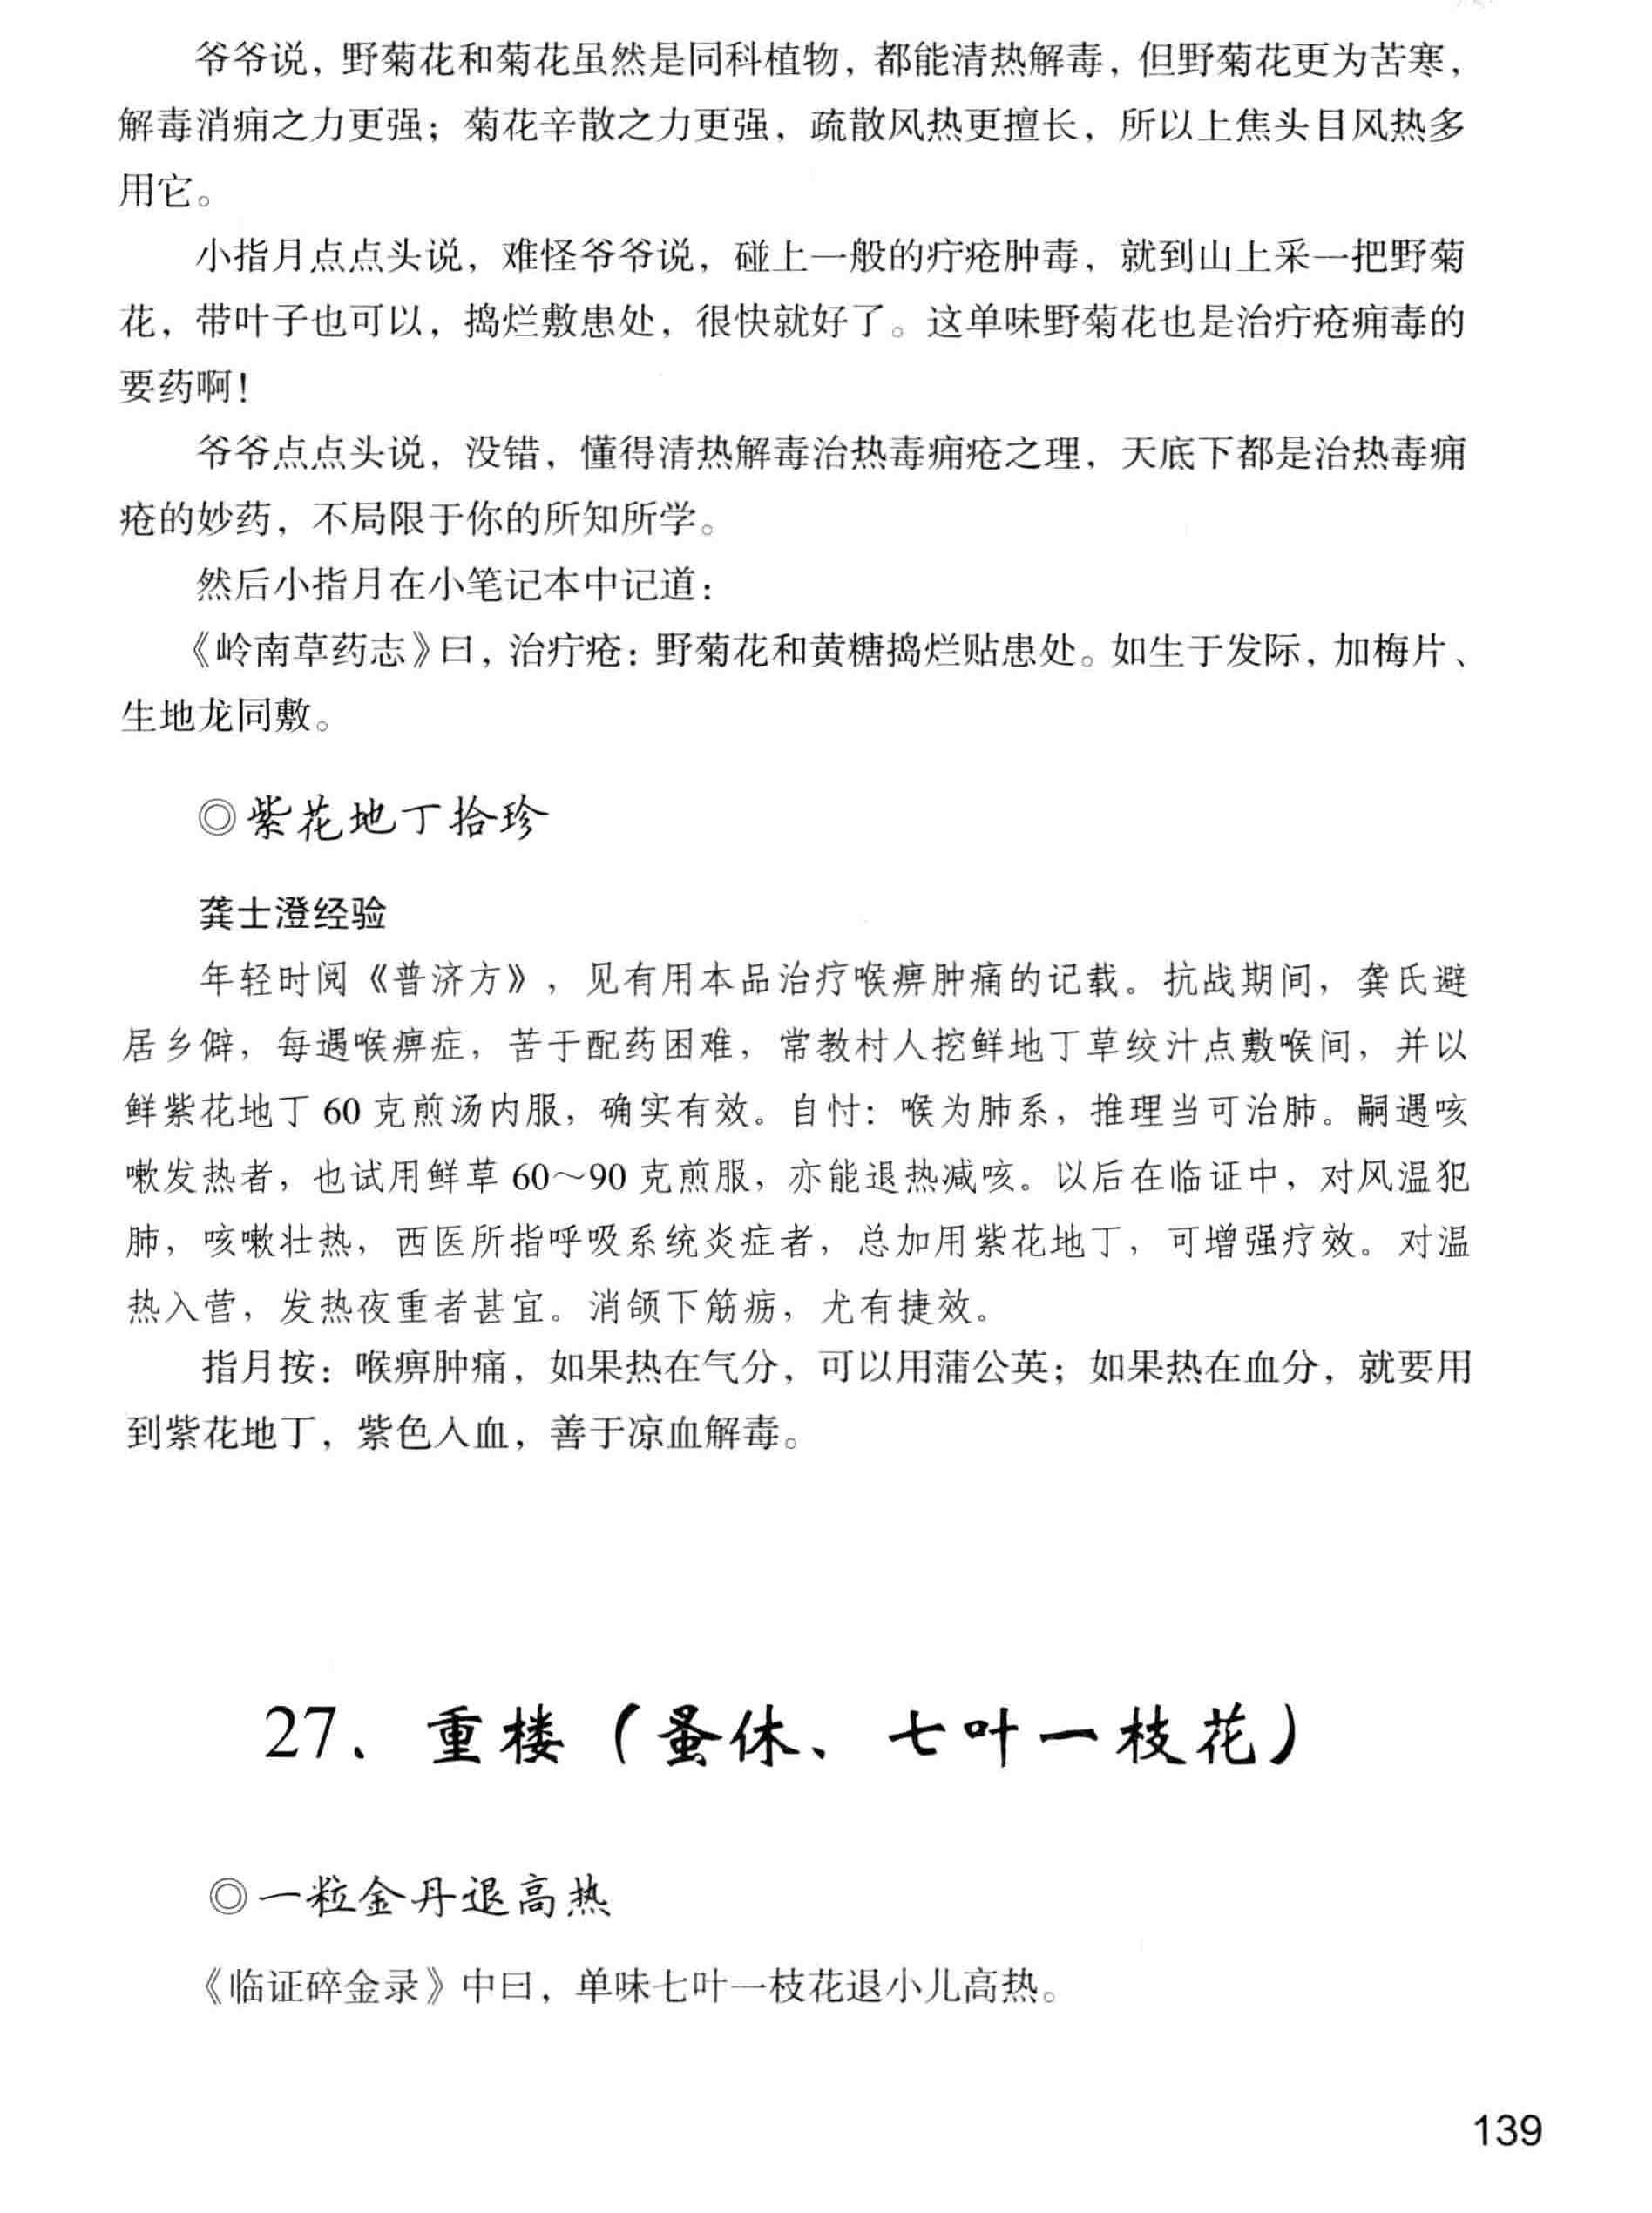 爷爷说，野菊花和菊花虽然是同科植物，都能清热解毒，但野菊花更为苦寒，
解毒消痈之力更强；菊花辛散之力更强，疏散风热更擅长，所以上焦头目风热多
用它。
小指月点点头说，难怪爷爷说，碰上一般的疔疮肿毒，就到山上采一把野菊
花，带叶子也可以，捣烂敷患处，很快就好了。这单味野菊花也是治疔疮痈毒的
要药啊！
爷爷点点头说，没错，懂得清热解毒治热毒痈疮之理，天底下都是治热毒痈
疮的妙药，不局限于你的所知所学。
然后小指月在小笔记本中记道：
《岭南草药志》曰，治疔疮：野菊花和黄糖捣烂贴患处。如生于发际，加梅片、
生地龙同敷。
◎紫花地丁拾珍
龚士澄经验
年轻时阅《普济方》，见有用本品治疗喉痹肿痛的记载。抗战期间，龚氏避
居乡僻，每遇喉痹症，苦于配药困难，常教村人挖鲜地丁草绞汁点敷喉间，并以
鲜紫花地丁 60 克煎汤内服，确实有效。自忖：喉为肺系，推理当可治肺。嗣遇咳
嗽发热者，也试用鲜草 60～90 克煎服，亦能退热减咳。以后在临证中，对风温犯
肺，咳嗽壮热，西医所指呼吸系统炎症者，总加用紫花地丁，可增强疗效。对温
热入营，发热夜重者甚宜。消颌下筋疬，尤有捷效。
指月按：喉痹肿痛，如果热在气分，可以用蒲公英；如果热在血分，就要用
到紫花地丁，紫色入血，善于凉血解毒。
27、重楼（蚤休、七叶一枝花）
◎一粒金丹退高热
《临证碎金录》中曰，单味七叶一枝花退小儿高热。
139